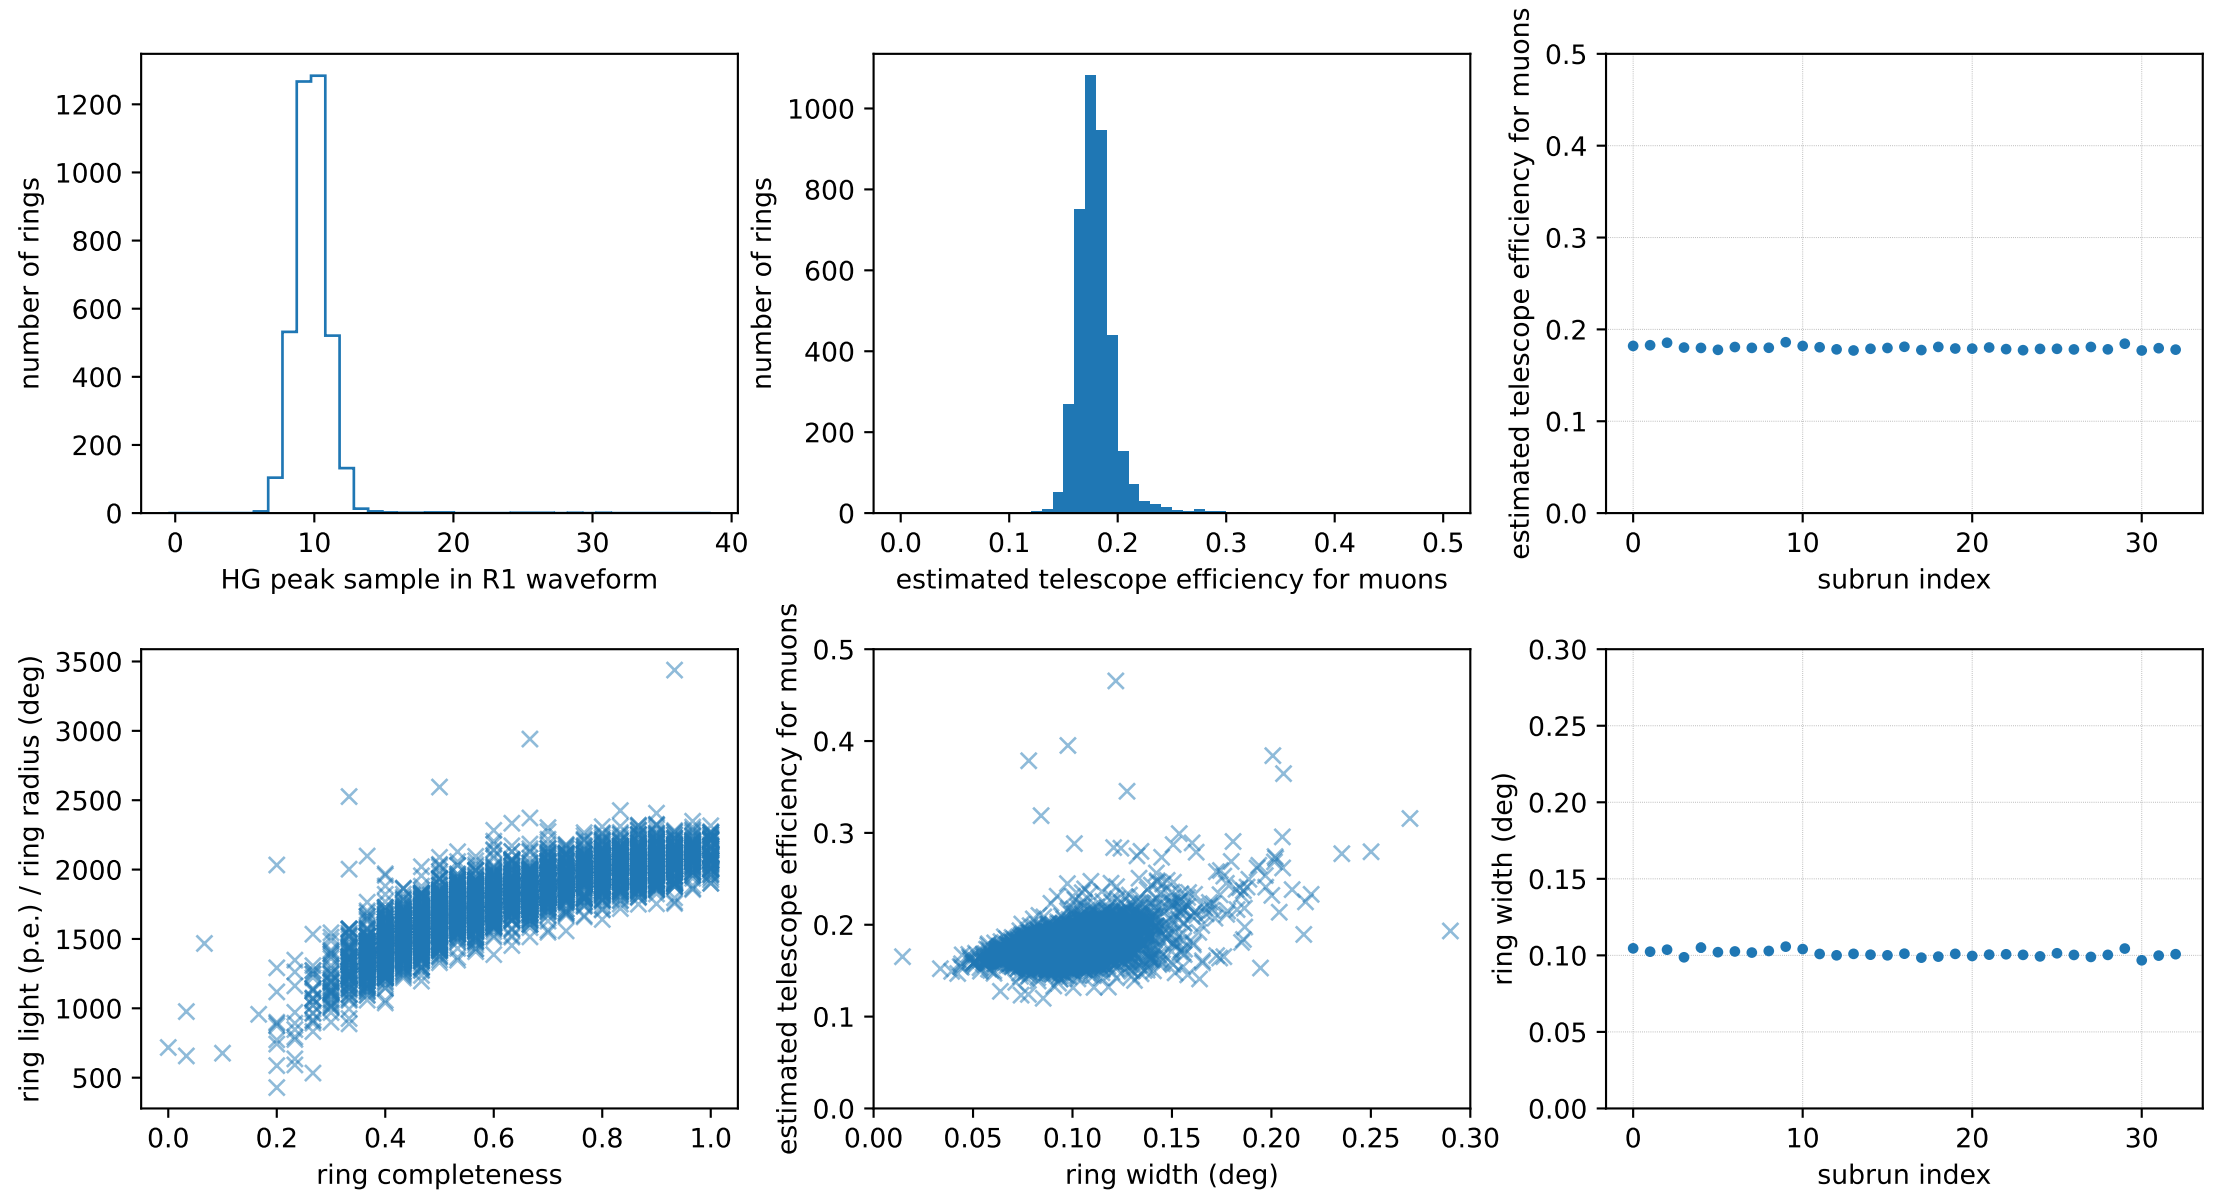 number of rings
1200
1000
800
600
400
200
0
0 10 20 30 40
HG peak sample in R1 waveform
number of rings
1000
800
600
400
200
0
0.0 0.1 0.2 0.3 0.4 0.5
estimated telescope efficiency for muons
estimated telescope efficiency for muons
0.5
0.4
0.3
0.2
0.1
0.0
0 10 20 30
subrun index
ring light (p.e.) / ring radius (deg)
3500
3000
2500
2000
1500
1000
500
0.0 0.2 0.4 0.6 0.8 1.0
ring completeness
estimated telescope efficiency for muons
0.5
0.4
0.3
0.2
0.1
0.0
0.00 0.05 0.10 0.15 0.20 0.25 0.30
ring width (deg)
ring width (deg)
0.30
0.25
0.20
0.15
0.10
0.05
0.00
0 10 20 30
subrun index